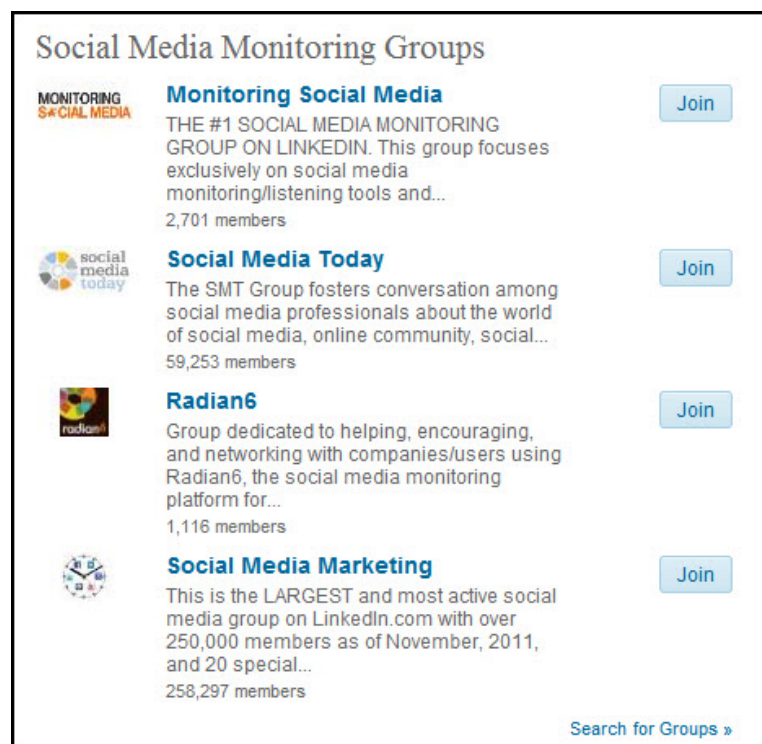 Social Media Monitoring Groups
MONITORING
SOCIAL MEDIA
Monitoring Social Media
Join
THE #1 SOCIAL MEDIA MONITORING
GROUP ON LINKEDIN. This group focuses
exclusively on social media
monitoring/listening tools and...
2,701 members
social
media
today
Social Media Today
Join
The SMT Group fosters conversation among
social media professionals about the world
of social media, online community, social...
59,253 members
radian6
Radian6
Join
Group dedicated to helping, encouraging,
and networking with companies/users using
Radian6, the social media monitoring
platform for...
1,116 members
Social Media Marketing
Join
This is the LARGEST and most active social
media group on LinkedIn.com with over
250,000 members as of November, 2011,
and 20 special...
258,297 members
Search for Groups »